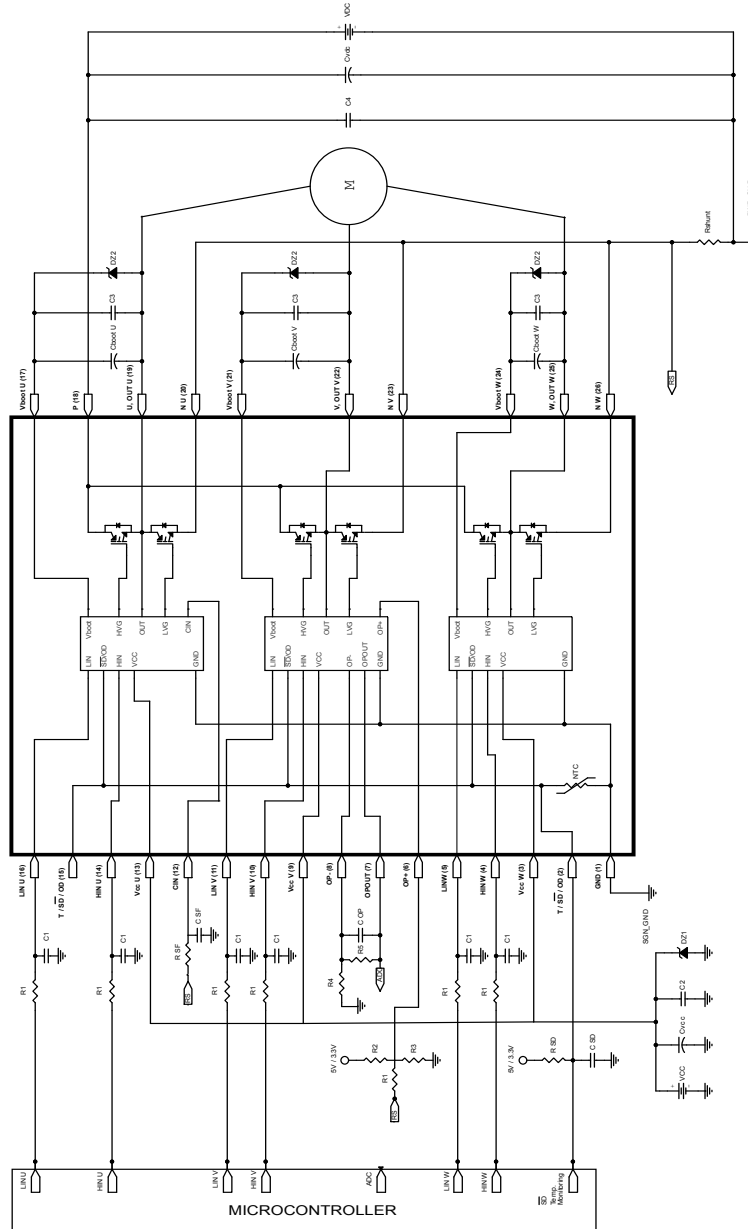 VDC
+
-
Cvdc
C4
M
Rshunt
DZ2
C3
Cboot U
DZ2
C3
Cboot V
DZ2
C3
Cboot W
RS
Vboot U (17)
P (18)
U, OUT U (19)
N U (20)
Vboot V (21)
V, OUT V (22)
N V (23)
Vboot W (24)
W, OUT W (25)
N W (26)
Vboot
HVG
OUT
LVG
CIN
LIN
SD/OD
HIN
VCC
GND
Vboot
HVG
OUT
LVG
OP+
LIN
SD/OD
HIN
VCC
OP-
OPOUT
GND
Vboot
HVG
OUT
LVG
LIN
SD/OD
HIN
VCC
GND
NTC
LIN U (16)
T / SD / OD (15)
HIN U (14)
Vcc U (13)
CIN (12)
LIN V (11)
HIN V (10)
Vcc V (9)
OP- (8)
OPOUT (7)
OP+ (6)
LINW (5)
HIN W (4)
Vcc W (3)
T / SD / OD (2)
GND (1)
SGN_GND
C1
R1
C1
R1
C SF
R SF
RS
C1
R1
C1
R1
C OP
R5
R4
ADC
5V / 3.3V
R2
R3
R1
RS
C1
R1
C1
R1
5V / 3.3V
R SD
C SD
DZ1
C 2
Cvcc
VCC
+
-
LIN U
HIN U
LIN V
HIN V
ADC
LIN W
HIN W
SD
Temp.
Monitoring
MICROCONTROLLER